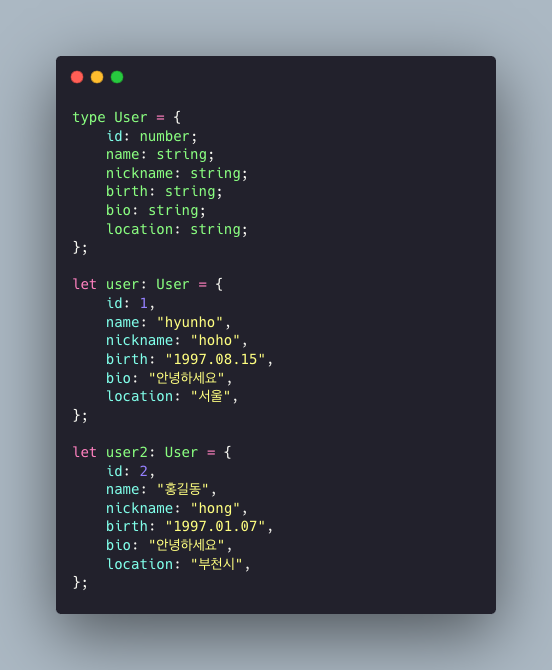 type User = {
    id: number;
    name: string;
    nickname: string;
    birth: string;
    bio: string;
    location: string;
};

let user: User = {
    id: 1,
    name: "hyunho",
    nickname: "hoho",
    birth: "1997.08.15",
    bio: "안녕하세요",
    location: "서울",
};

let user2: User = {
    id: 2,
    name: "홍길동",
    nickname: "hong",
    birth: "1997.01.07",
    bio: "안녕하세요",
    location: "부천시",
};